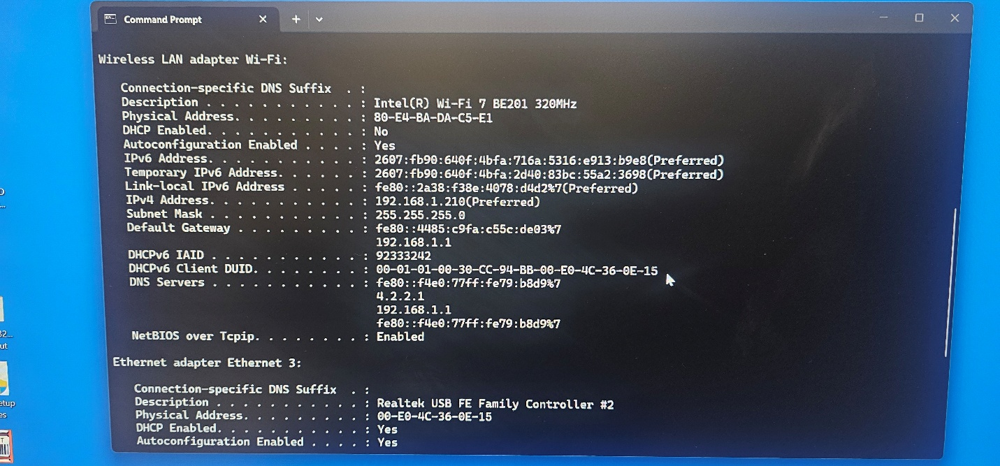 Command Prompt
Wireless LAN adapter Wi-Fi:
Connection-specific DNS Suffix . :
Description . . . . . . . . . . . : Intel(R) Wi-Fi 7 BE201 320MHz
Physical Address. . . . . . . . . : 80-E4-BA-DA-C5-E1
DHCP Enabled. . . . . . . . . . . : No
Autoconfiguration Enabled . . . . : Yes
IPv6 Address. . . . . . . . . . . : 2607:fb90:640f:4bfa:716a:5316:e913:b9e8(Preferred)
Temporary IPv6 Address. . . . . . : 2607:fb90:640f:4bfa:2d40:83bc:55a2:3698(Preferred)
Link-local IPv6 Address . . . . . : fe80::2a38:f38e:4078:d4d2%7(Preferred)
IPv4 Address. . . . . . . . . . . : 192.168.1.210(Preferred)
Subnet Mask . . . . . . . . . . . : 255.255.255.0
Default Gateway . . . . . . . . . : fe80::4485:c9fa:c55c:de03%7
192.168.1.1
DHCPv6 IAID . . . . . . . . . . . : 92333242
DHCPv6 Client DUID. . . . . . . . : 00-01-01-00-30-CC-94-BB-00-E0-4C-36-0E-15
DNS Servers . . . . . . . . . . . : fe80::f4e0:77ff:fe79:b8d9%7
4.2.2.1
192.168.1.1
fe80::f4e0:77ff:fe79:b8d9%7
NetBIOS over Tcpip. . . . . . . . : Enabled
Ethernet adapter Ethernet 3:
Connection-specific DNS Suffix . :
Description . . . . . . . . . . . : Realtek USB FE Family Controller #2
Physical Address. . . . . . . . . : 00-E0-4C-36-0E-15
DHCP Enabled. . . . . . . . . . . : Yes
Autoconfiguration Enabled . . . . : Yes